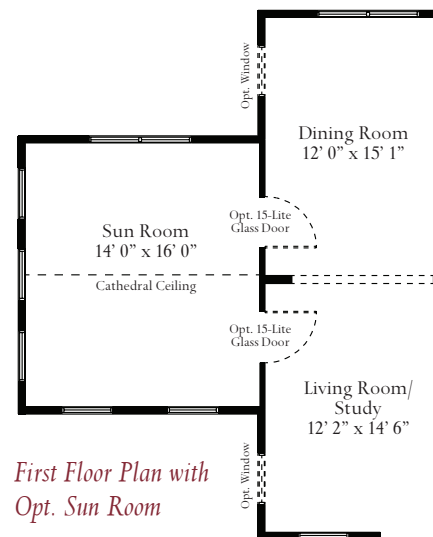 Opt. Window
Dining Room
12’ 0” x 15’ 1”
Opt. 15-Lite
Glass Door
Sun Room
14’ 0” x 16’ 0”
Cathedral Ceiling
Opt. 15-Lite
Glass Door
Living Room/
Study
12’ 2” x 14’ 6”
Opt. Window
First Floor Plan with
Opt. Sun Room